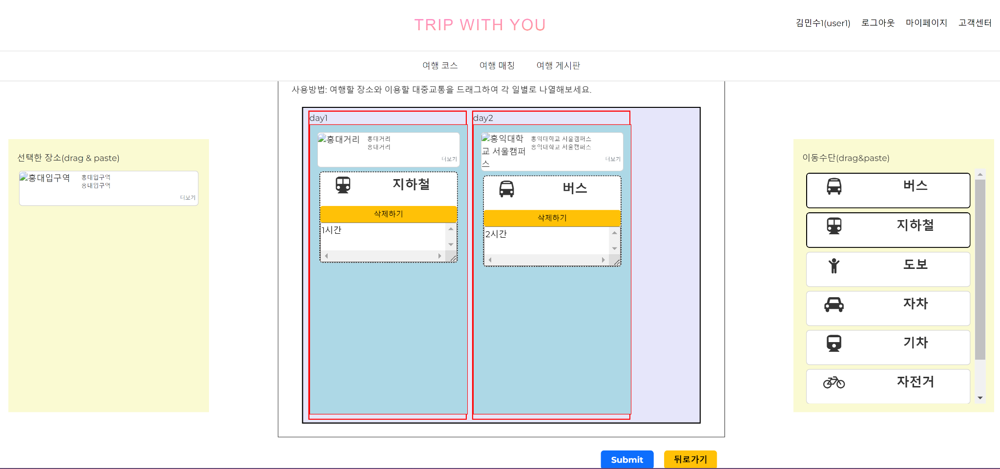 TRIP WITH YOU
김민수1(user1) 로그아웃 마이페이지 고객센터
여행 코스 여행 매칭 여행 게시판
사용방법: 여행할 장소와 이용할 대중교통을 드래그하여 각 일별로 나열해보세요.
선택한 장소(drag & paste)
홍대입구역
홍대입구역
홍대입구역
더보기
day1
홍대거리
홍대거리
홍대거리
더보기
지하철
삭제하기
1시간
day2
홍익대학
교 서울캠퍼
스
홍익대학교 서울캠퍼스
홍익대학교 서울캠퍼스
더보기
버스
삭제하기
2시간
이동수단(drag&paste)
버스
지하철
도보
자차
기차
자전거
Submit
뒤로가기